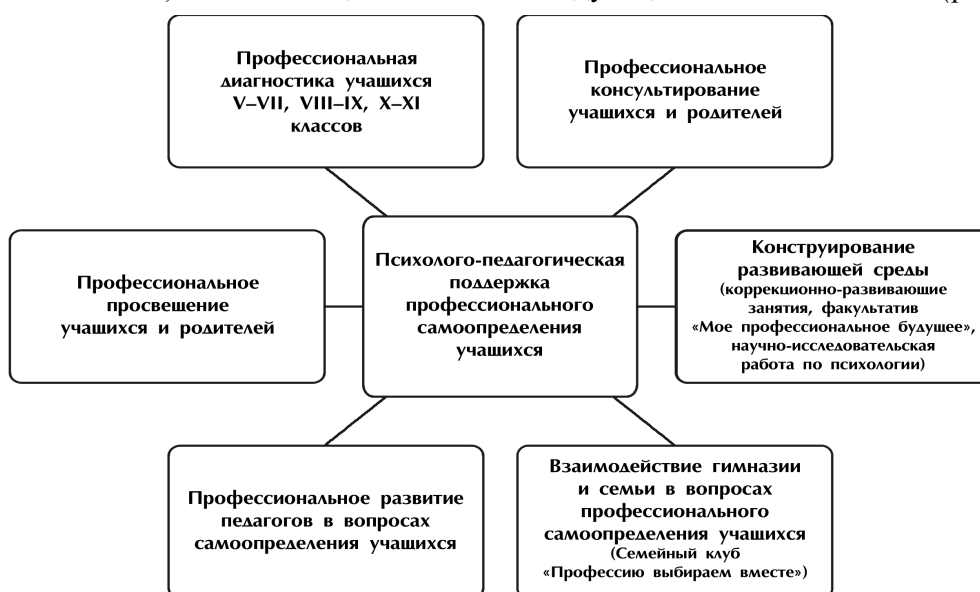 Профессиональная
диагностика учащихся
V–VII, VIII–IX, X–XI
классов
Профессиональное
консультирование
учащихся и родителей
Профессиональное
просвещение
учащихся и родителей
Психолого-педагогическая
поддержка
профессионального
самоопределения
учащихся
Конструирование
развивающей среды
(коррекционно-развивающие
занятия, факультатив
«Мое профессиональное будущее»,
научно-исследовательская
работа по психологии)
Профессиональное развитие
педагогов в вопросах
самоопределения учащихся
Взаимодействие гимназии
и семьи в вопросах
профессионального
самоопределения учащихся
(Семейный клуб
«Профессию выбираем вместе»)